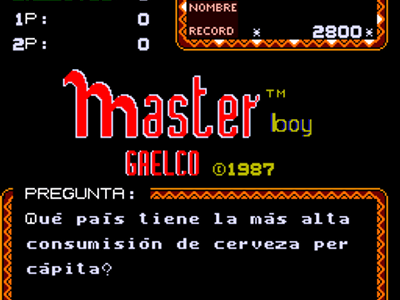 NOMBRE
1P: 0
RECORD * 2800*
2P: 0
Master™
boy
GAELCO ©1987
PREGUNTA:
Qué país tiene la más alta
consumisión de cerveza per
cápita?